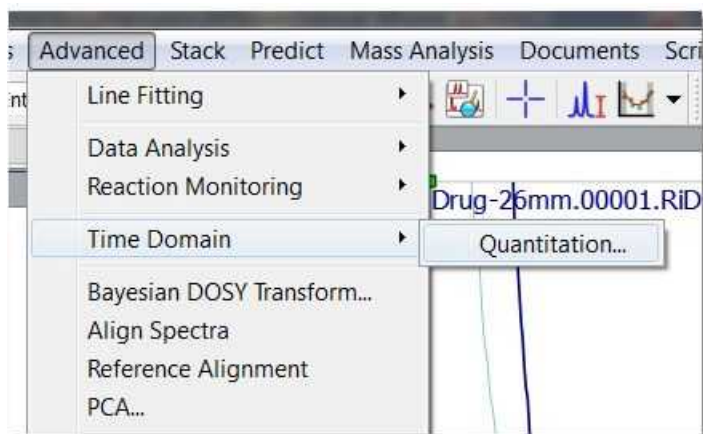 Advanced Stack Predict Mass Analysis Documents Scri
Line Fitting
Data Analysis
Reaction Monitoring
Drug-26mm.00001.RiD
Time Domain
Quantitation...
Bayesian DOSY Transform...
Align Spectra
Reference Alignment
PCA...